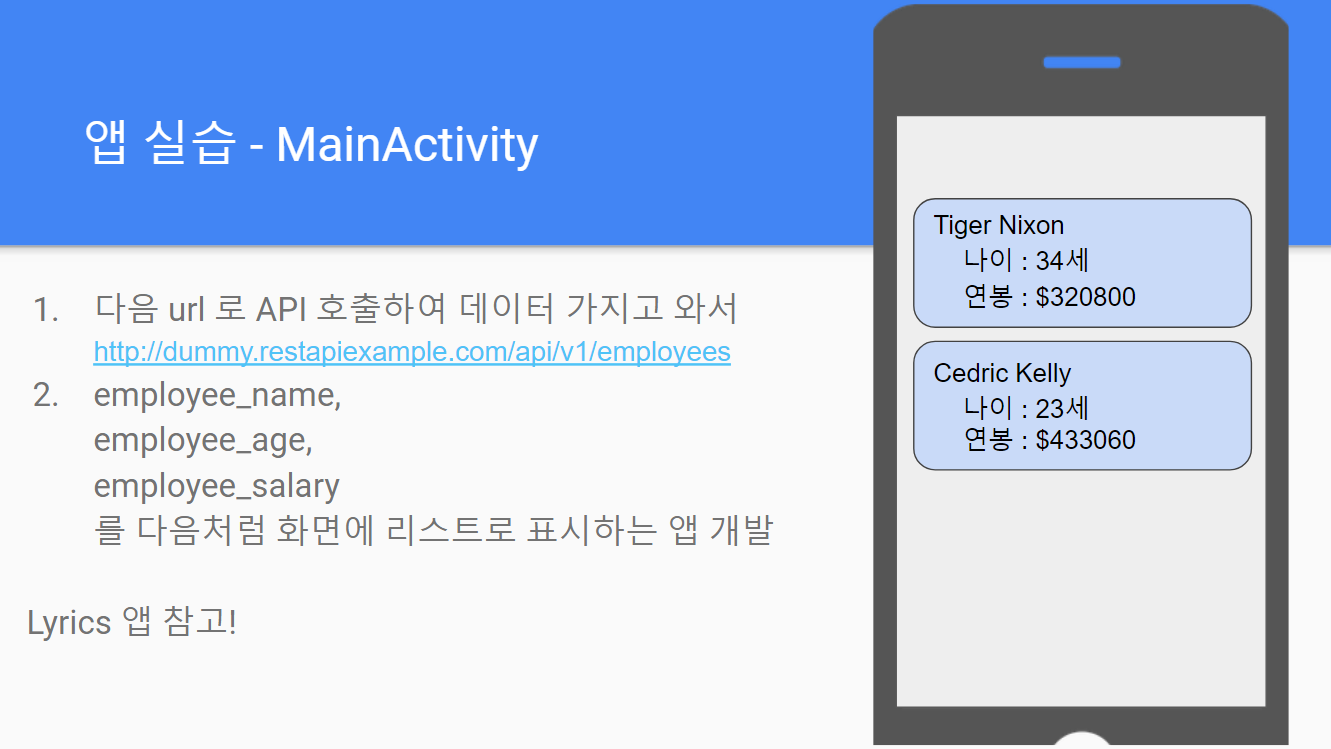 앱 실습 - MainActivity
1. 다음 url 로 API 호출하여 데이터 가지고 와서
http://dummy.restapiexample.com/api/v1/employees
2. employee_name,
employee_age,
employee_salary
를 다음처럼 화면에 리스트로 표시하는 앱 개발
Lyrics 앱 참고!
Tiger Nixon
나이 : 34세
연봉 : $320800
Cedric Kelly
나이 : 23세
연봉 : $433060